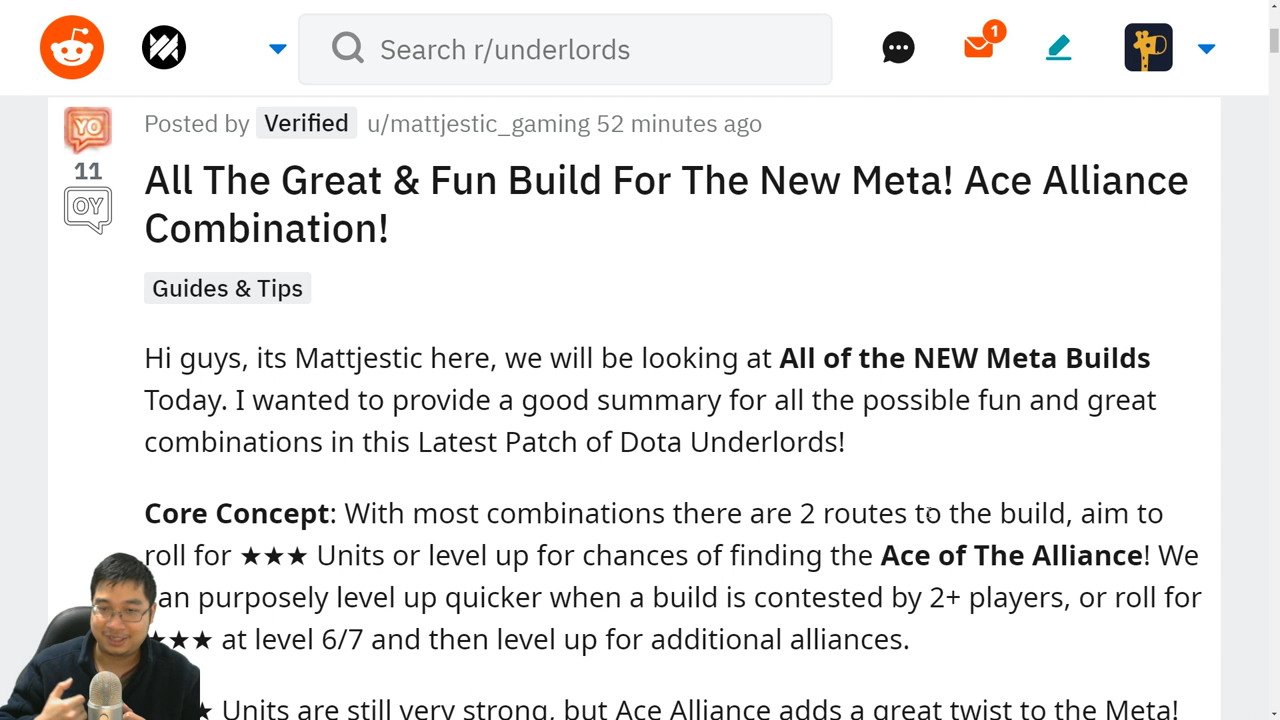 Search r/underlords
1
YO
Posted by Verified u/mattjestic_gaming 52 minutes ago
11
OY
All The Great & Fun Build For The New Meta! Ace Alliance
Combination!
Guides & Tips
Hi guys, its Mattjestic here, we will be looking at All of the NEW Meta Builds
Today. I wanted to provide a good summary for all the possible fun and great
combinations in this Latest Patch of Dota Underlords!
Core Concept: With most combinations there are 2 routes to the build, aim to
roll for ★★★ Units or level up for chances of finding the Ace of The Alliance! We
an purposely level up quicker when a build is contested by 2+ players, or roll for
★★★ at level 6/7 and then level up for additional alliances.
★ Units are still very strong, but Ace Alliance adds a great twist to the Meta!